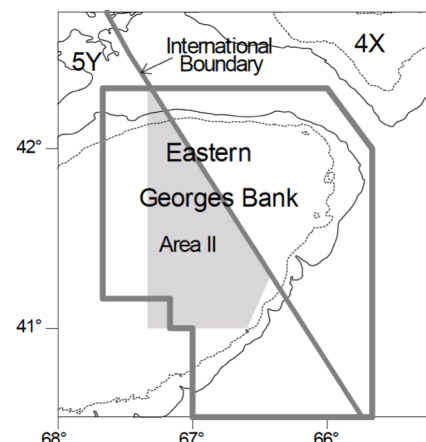 International
Boundary
5Y
4X
42°
Eastern
Georges Bank
Area II
41°
68°
67°
66°